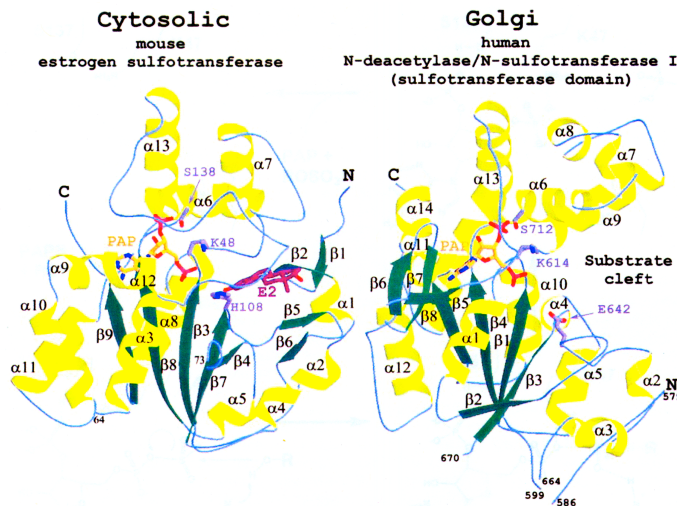 Cytosolic
mouse
estrogen sulfotransferase
α13
α7
S138
α6
C
N
PAP
K48
β2
β1
α9
α12
E2
α10
α8
H108
α1
β3
β5
β9
α3
β6
α11
β8
73
β4
α2
β7
α5
α4
64
Golgi
human
N-deacetylase/N-sulfotransferase I
(sulfotransferase domain)
α8
α7
C
α13
α6
α14
α9
S712
α11
PAP
K614
Substrate
cleft
β6
β7
β5
α10
α4
E642
β8
β4
α1
β1
α12
β3
α5
α2
N
β2
α3
670
664
599
586